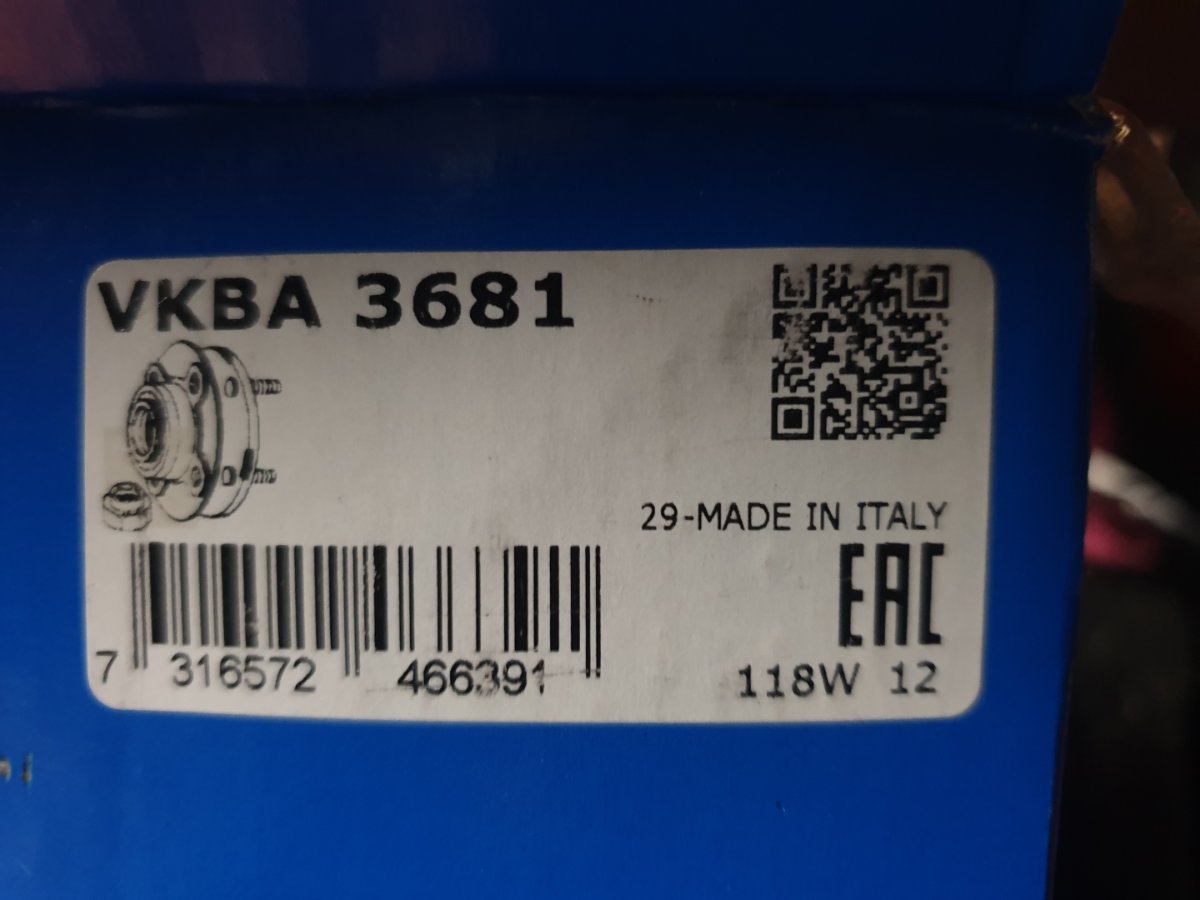 VKBA 3681
29-MADE IN ITALY
EAC
7 316572 466391
118W 12